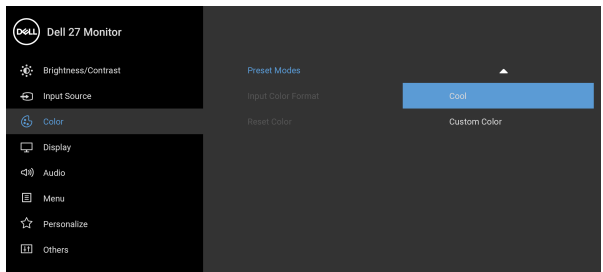 DELL Dell 27 Monitor
Brightness/Contrast
Preset Modes
Input Source
Input Color Format
Cool
Color
Reset Color
Custom Color
Display
Audio
Menu
Personalize
Others